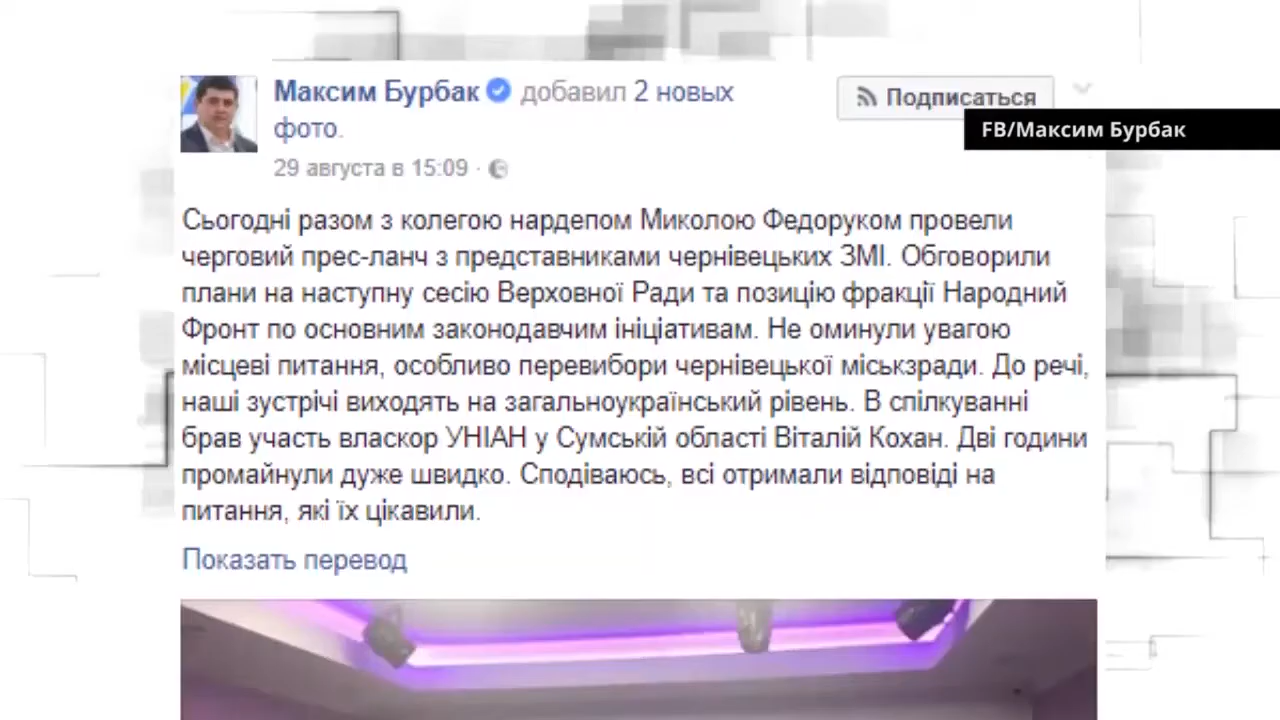 Максим Бурбак добавил 2 новых
фото.
Подписаться
FB/Максим Бурбак
29 августа в 15:09 ·
Сьогодні разом з колегою нардепом Миколою Федоруком провели
черговий прес-ланч з представниками чернівецьких ЗМІ. Обговорили
плани на наступну сесію Верховної Ради та позицію фракції Народний
Фронт по основним законодавчим ініціативам. Не оминули увагою
місцеві питання, особливо перевибори чернівецької міськзради. До речі,
наші зустрічі виходять на загальноукраїнський рівень. В спілкуванні
брав участь власкор УНІАН у Сумській області Віталій Кохан. Дві години
промайнули дуже швидко. Сподіваюсь, всі отримали відповіді на
питання, які їх цікавили.
Показать перевод